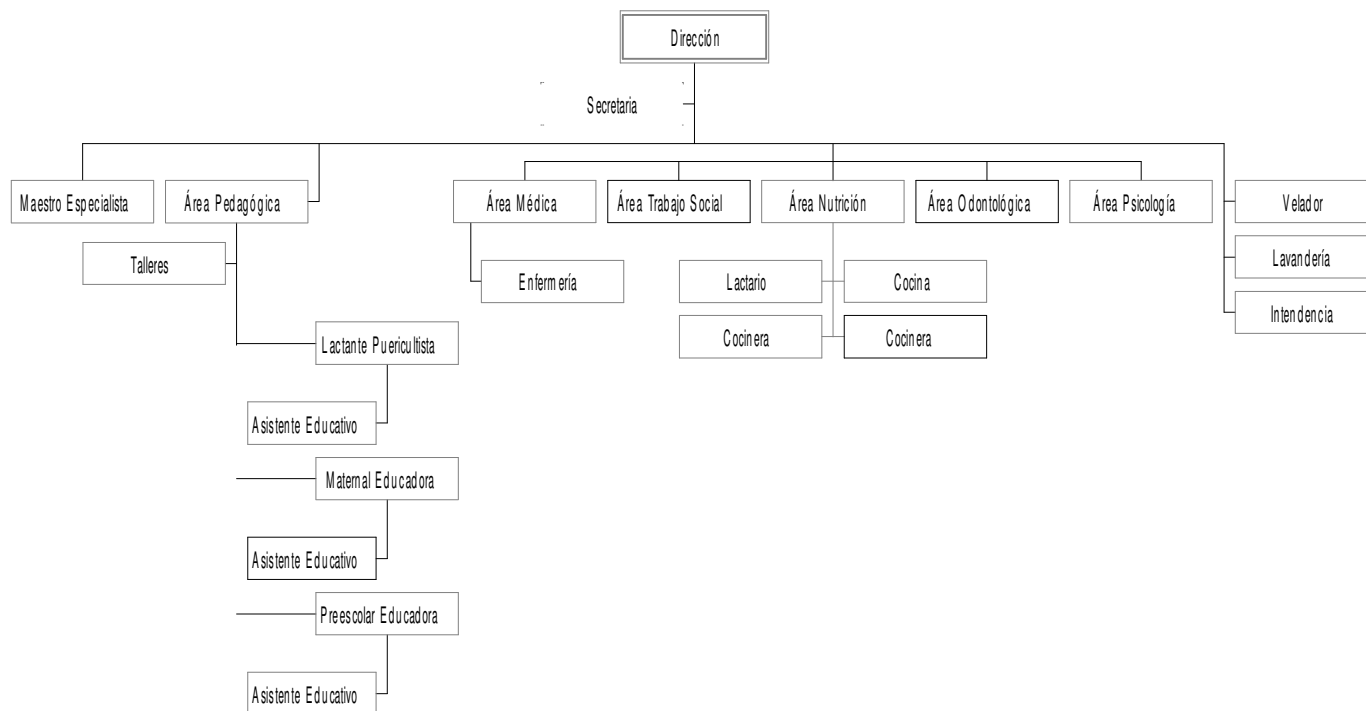 Dirección
Secretaria
Maestro Especialista
Área Pedagógica
Área Médica
Área Trabajo Social
Área Nutrición
Área Odontológica
Área Psicología
Velador
Talleres
Lavandería
Enfermería
Lactario
Cocina
Intendencia
Cocinera
Cocinera
Lactante Puericultista
Asistente Educativo
Maternal Educadora
Asistente Educativo
Preescolar Educadora
Asistente Educativo